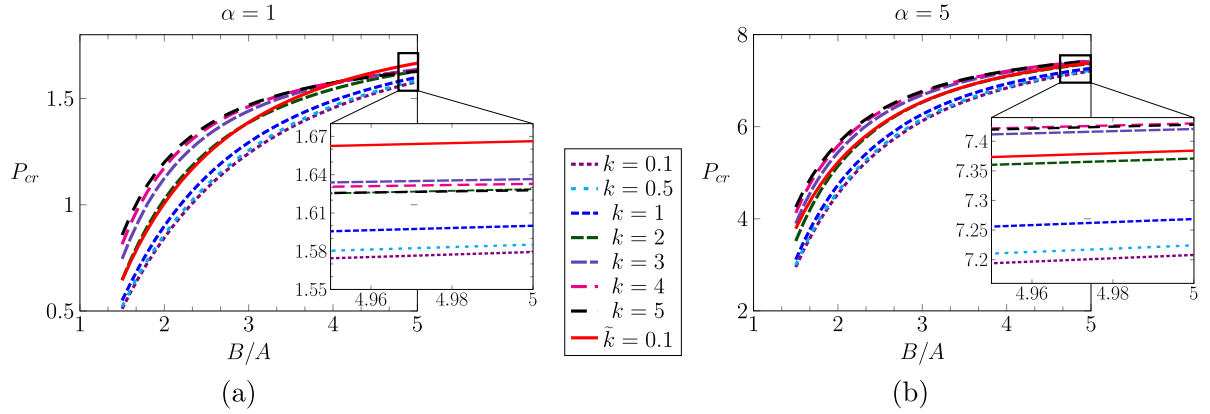 α = 1
1.5
1
0.5
P_cr
1 2 3 4 5
B/A
1.67
1.64
1.61
1.58
1.55
4.96 4.98 5
(a)
k = 0.1
k = 0.5
k = 1
k = 2
k = 3
k = 4
k = 5
k̃ = 0.1
α = 5
8
6
4
2
P_cr
1 2 3 4 5
B/A
7.4
7.35
7.3
7.25
7.2
4.96 4.98 5
(b)